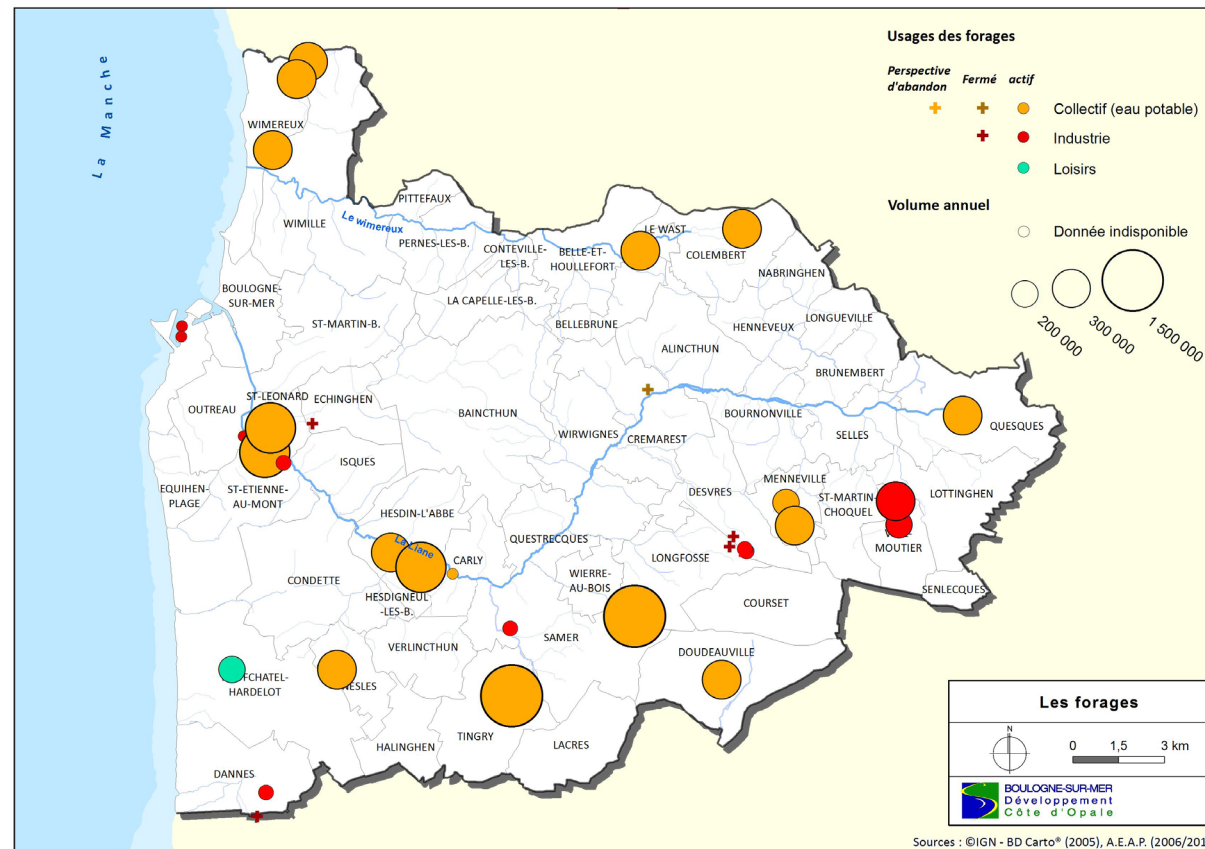 Usages des forages
Perspective
d'abandon
Fermé
actif
Collectif (eau potable)
Industrie
Loisirs
Volume annuel
Donnée indisponible
200 000
300 000
1 500 000
La Manche
WIMEREUX
Le wimereux
PITTEFAUX
WIMILLE
PERNES-LES-B.
CONTEVILLE
-LES-B.
BELLE-ET-
HOULLEFORT
LE WAST
COLEMBERT
NABRINGHEN
BOULOGNE-
SUR-MER
LA CAPELLE-LES-B.
ST-MARTIN-B.
BELLEBRUNE
HENNEVEUX
LONGUEVILLE
ALINCTHUN
BRUNEMBERT
ST-LEONARD
ECHINGHEN
OUTREAU
BAINCTHUN
BOURNONVILLE
WIRWIGNES
CREMAREST
SELLES
QUESQUES
ISQUES
EQUIHEN-
PLAGE
ST-ETIENNE-
AU-MONT
MENNEVILLE
DESVRES
ST-MARTIN-
CHOQUEL
LOTTINGHEN
HESDIN-L'ABBE
La Liane
CARLY
QUESTRECQUES
LONGFOSSE
MOUTIER
CONDETTE
HESDIGNEUL
-LES-B.
WIERRE-
AU-BOIS
COURSET
SENLECQUES
VERLINCTHUN
SAMER
DOUDEAUVILLE
HARDELOT
NESLES
HALINGHEN
TINGRY
LACRES
DANNES
Les forages
N
0 1,5 3 km
BOULOGNE-SUR-MER
Développement
Côte d'Opale
Sources : ©IGN - BD Carto® (2005), A.E.A.P. (2006/201